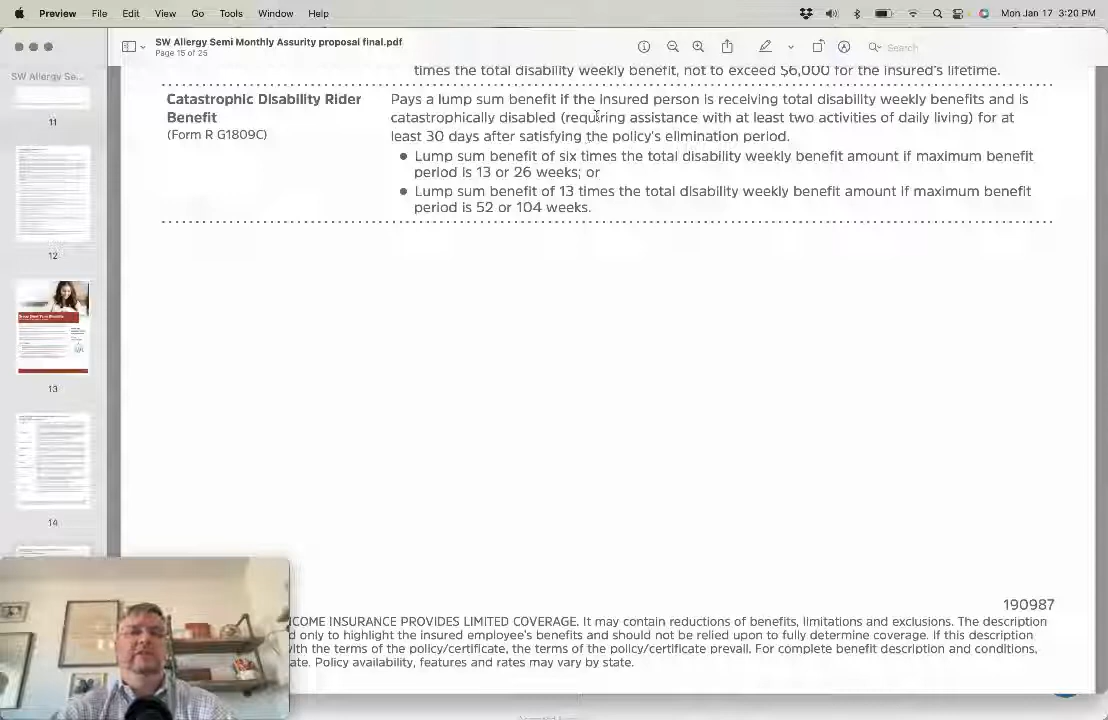 Preview File Edit View Go Tools Window Help Mon Jan 17 3:20 PM
SW Allergy Semi Monthly Assurity proposal final.pdf
Page 15 of 25
Search
SW Allergy Se...
11
12
13
14
times the total disability weekly benefit, not to exceed $6,000 for the insured's lifetime.
Catastrophic Disability Rider
Benefit
(Form R G1809C)
Pays a lump sum benefit if the insured person is receiving total disability weekly benefits and is
catastrophically disabled (requiring assistance with at least two activities of daily living) for at
least 30 days after satisfying the policy's elimination period.
● Lump sum benefit of six times the total disability weekly benefit amount if maximum benefit
period is 13 or 26 weeks; or
● Lump sum benefit of 13 times the total disability weekly benefit amount if maximum benefit
period is 52 or 104 weeks.
190987
COME INSURANCE PROVIDES LIMITED COVERAGE. It may contain reductions of benefits, limitations and exclusions. The description
d only to highlight the insured employee's benefits and should not be relied upon to fully determine coverage. If this description
ith the terms of the policy/certificate, the terms of the policy/certificate prevail. For complete benefit description and conditions,
ate. Policy availability, features and rates may vary by state.